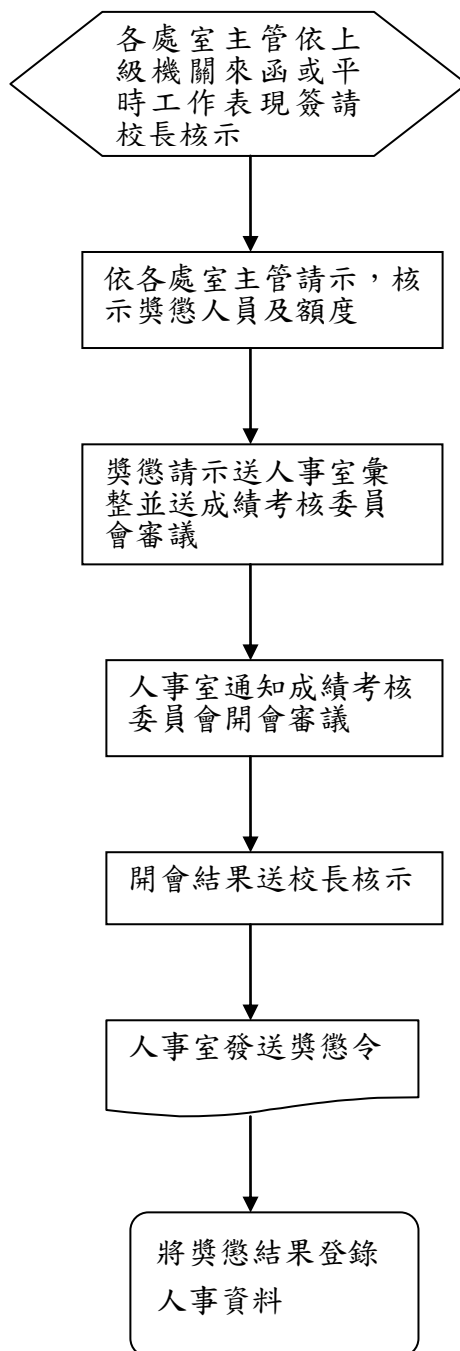 各處室主管依上
級機關來函或平
時工作表現簽請
校長核示
依各處室主管請示，核
示獎懲人員及額度
獎懲請示送人事室彙
整並送成績考核委員
會審議
人事室通知成績考核
委員會開會審議
開會結果送校長核示
人事室發送獎懲令
將獎懲結果登錄
人事資料